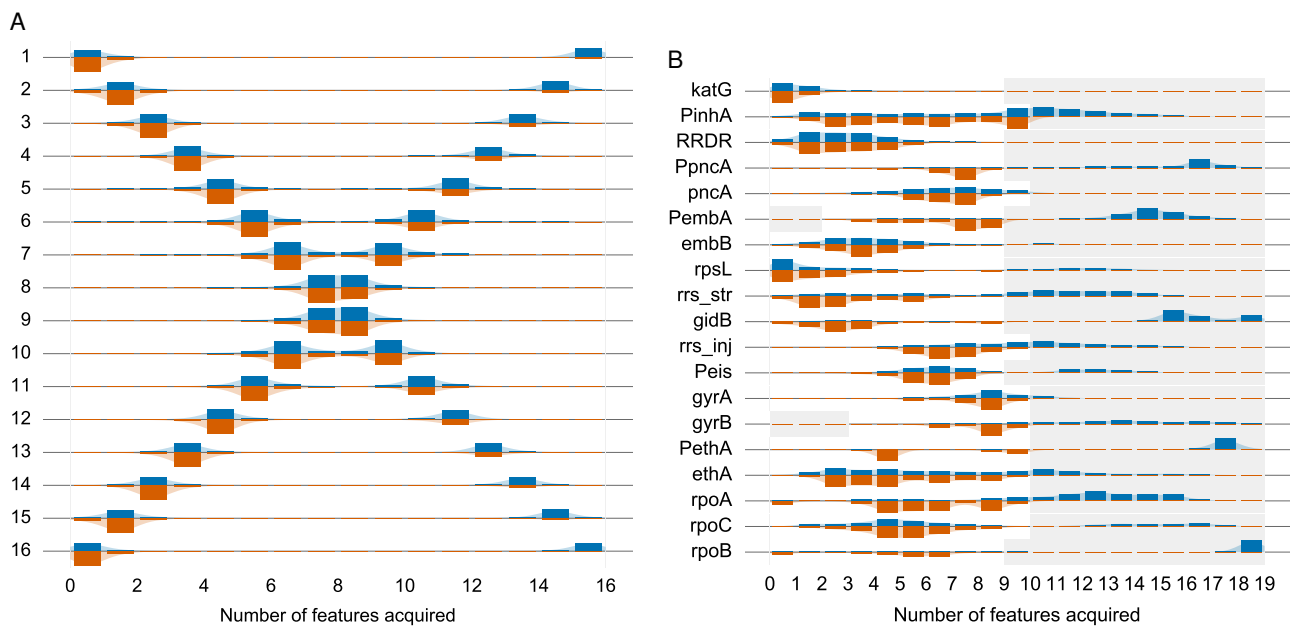 A
1
2
3
4
5
6
7
8
9
10
11
12
13
14
15
16
0 2 4 6 8 10 12 14 16
Number of features acquired
B
katG
PinhA
RRDR
PpncA
pncA
PembA
embB
rpsL
rrs_str
gidB
rrs_inj
Peis
gyrA
gyrB
PethA
ethA
rpoA
rpoC
rpoB
0 1 2 3 4 5 6 7 8 9 10 11 12 13 14 15 16 17 18 19
Number of features acquired